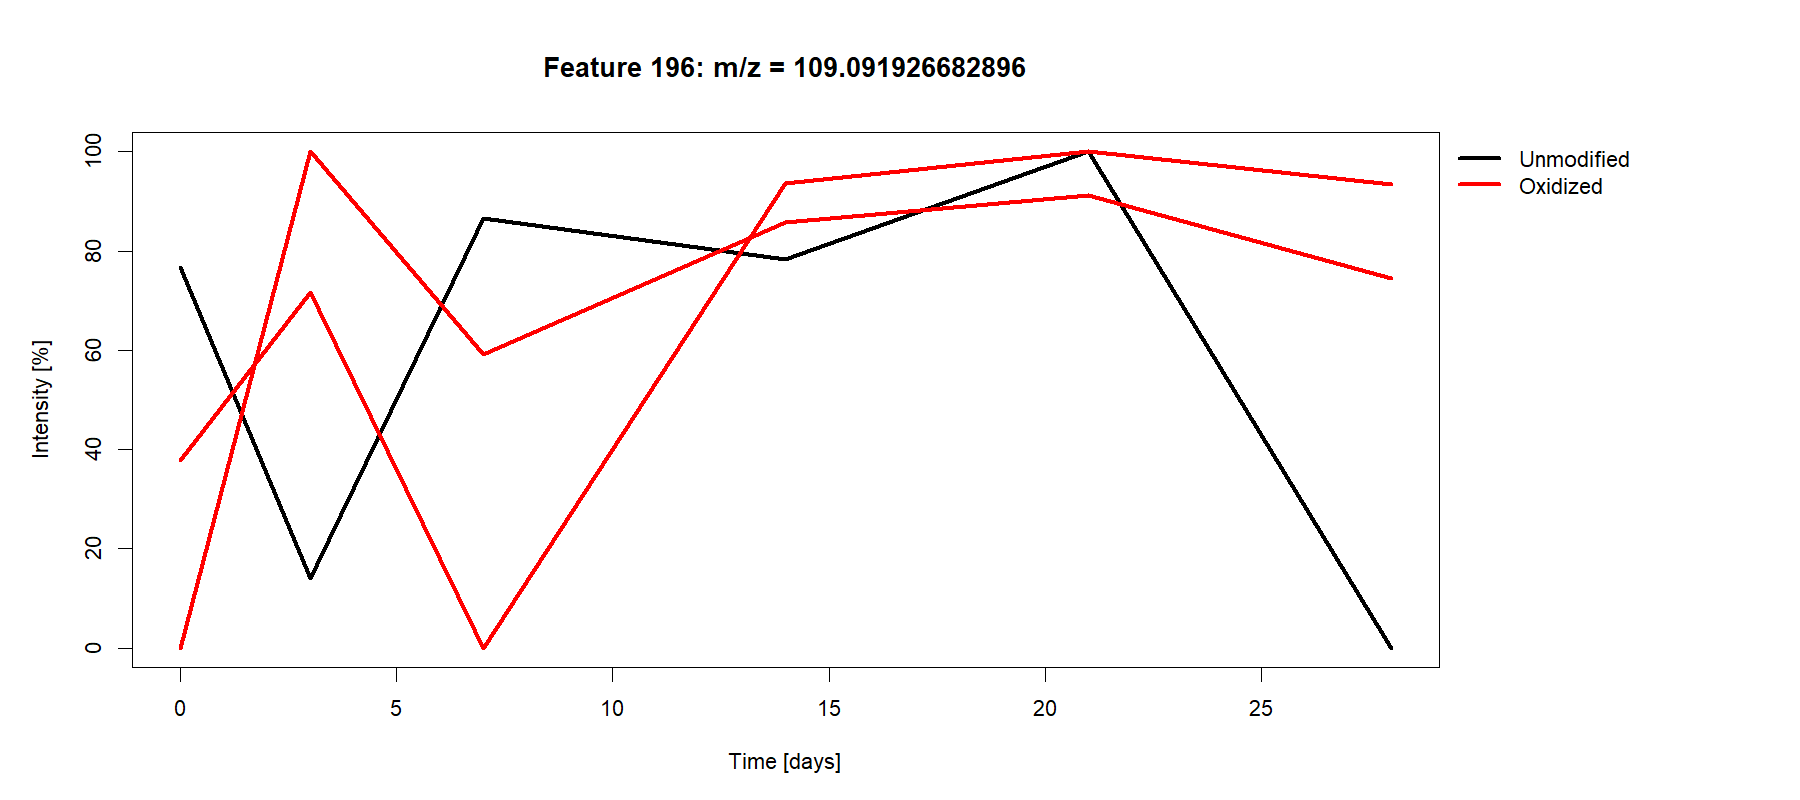 Feature 196: m/z = 109.091926682896
Unmodified
Oxidized
Intensity [%]
100
80
60
40
20
0
0 5 10 15 20 25
Time [days]